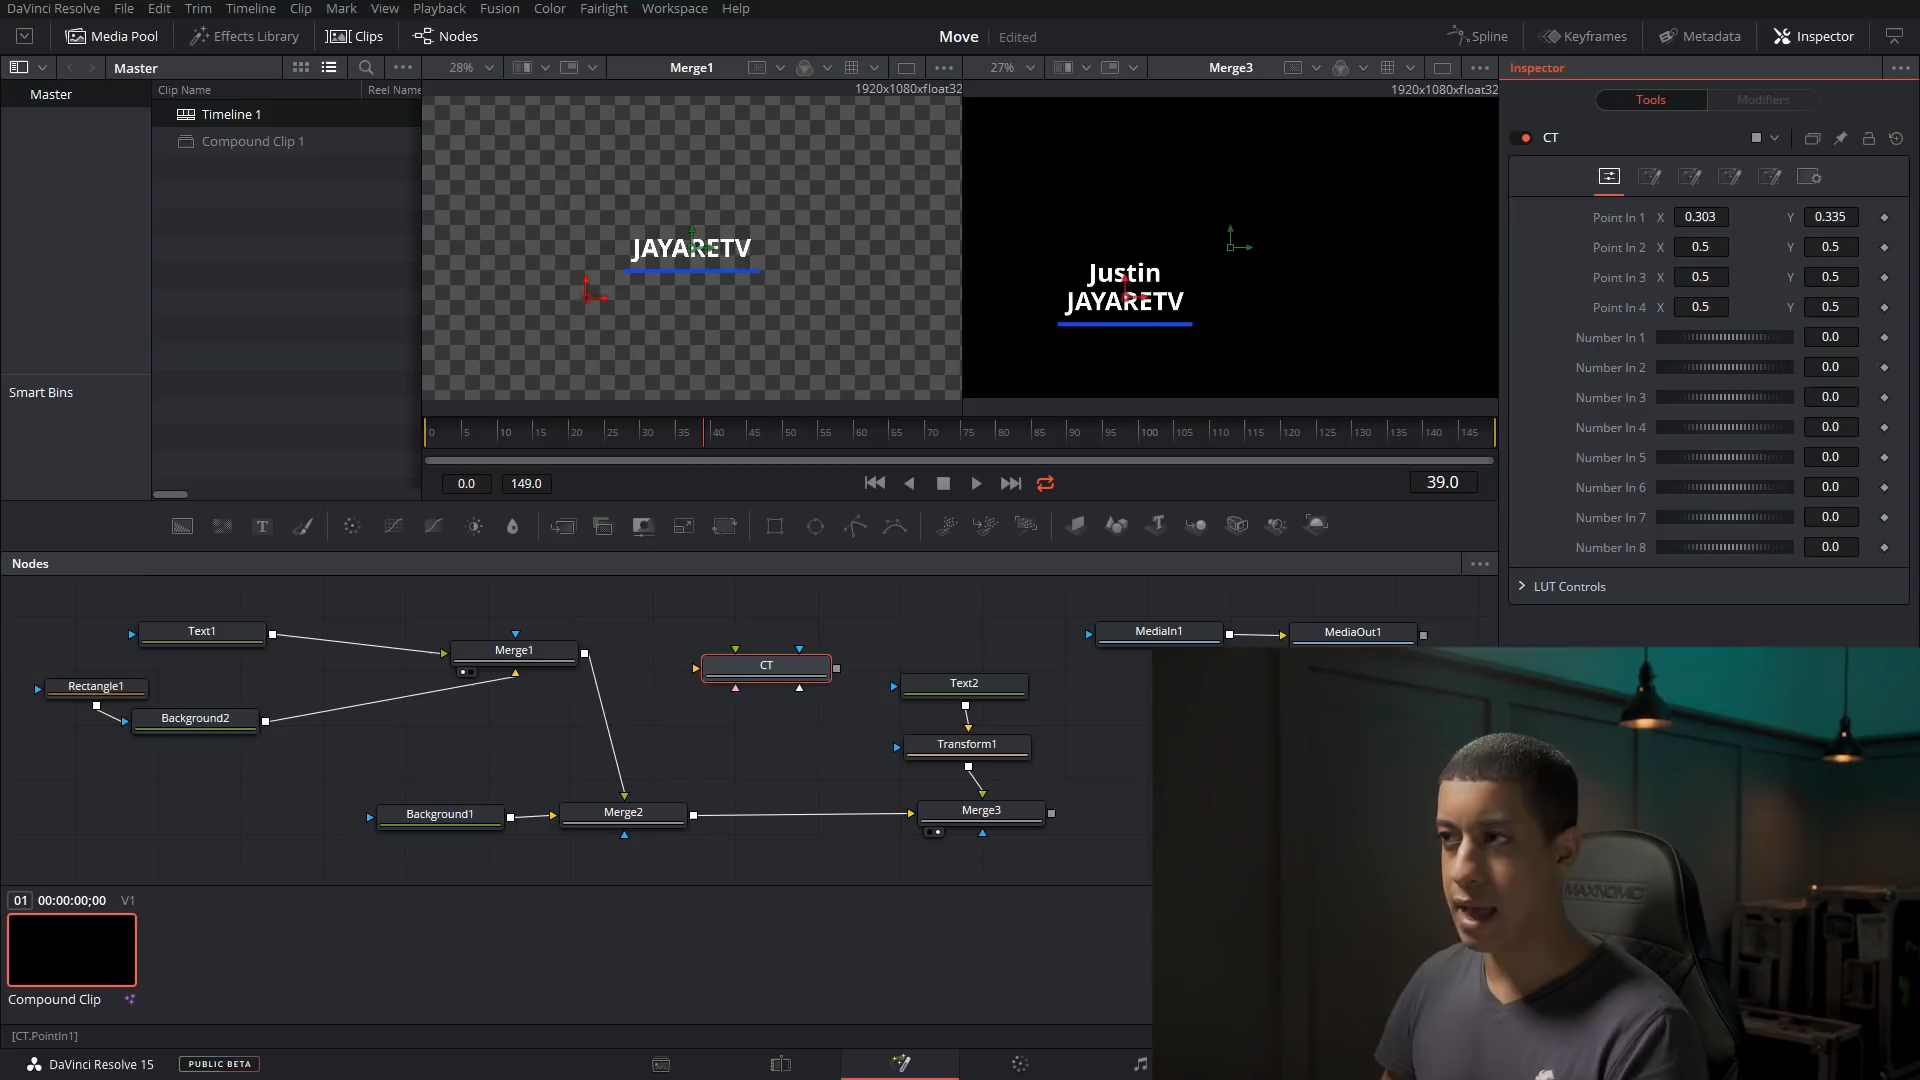 DaVinci Resolve File Edit Trim Timeline Clip Mark View Playback Fusion Color Fairlight Workspace Help
Media Pool Effects Library Clips Nodes Move Edited Spline Keyframes Metadata Inspector
Master 28% Merge1 27% Merge3 Inspector
Master
Clip Name Reel Name
1920x1080xfloat32 1920x1080xfloat32
Timeline 1
Compound Clip 1
Smart Bins
JAYARETV
Justin
JAYARETV
0 5 10 15 20 25 30 35 40 45 50 55 60 65 70 75 80 85 90 95 100 105 110 115 120 125 130 135 140 145
0.0 149.0 39.0
Tools Modifiers
CT
Point In 1 X 0.303 Y 0.335
Point In 2 X 0.5 Y 0.5
Point In 3 X 0.5 Y 0.5
Point In 4 X 0.5 Y 0.5
Number In 1 0.0
Number In 2 0.0
Number In 3 0.0
Number In 4 0.0
Number In 5 0.0
Number In 6 0.0
Number In 7 0.0
Number In 8 0.0
LUT Controls
Nodes
Text1
Merge1
Rectangle1
Background2
CT
Text2
MediaIn1
MediaOut1
Transform1
Background1
Merge2
Merge3
01 00:00:00;00 V1
Compound Clip
[CT.PointIn1]
DaVinci Resolve 15 PUBLIC BETA
MAXNOMIC